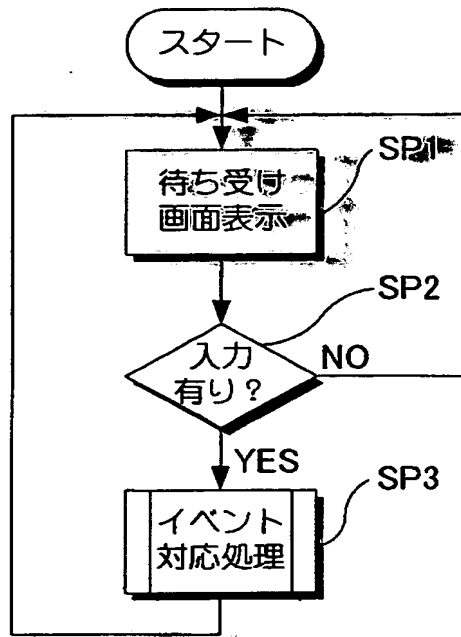 スタート
SP1
待ち受け
画面表示
SP2
入力
有り?
NO
YES
SP3
イベント
対応処理